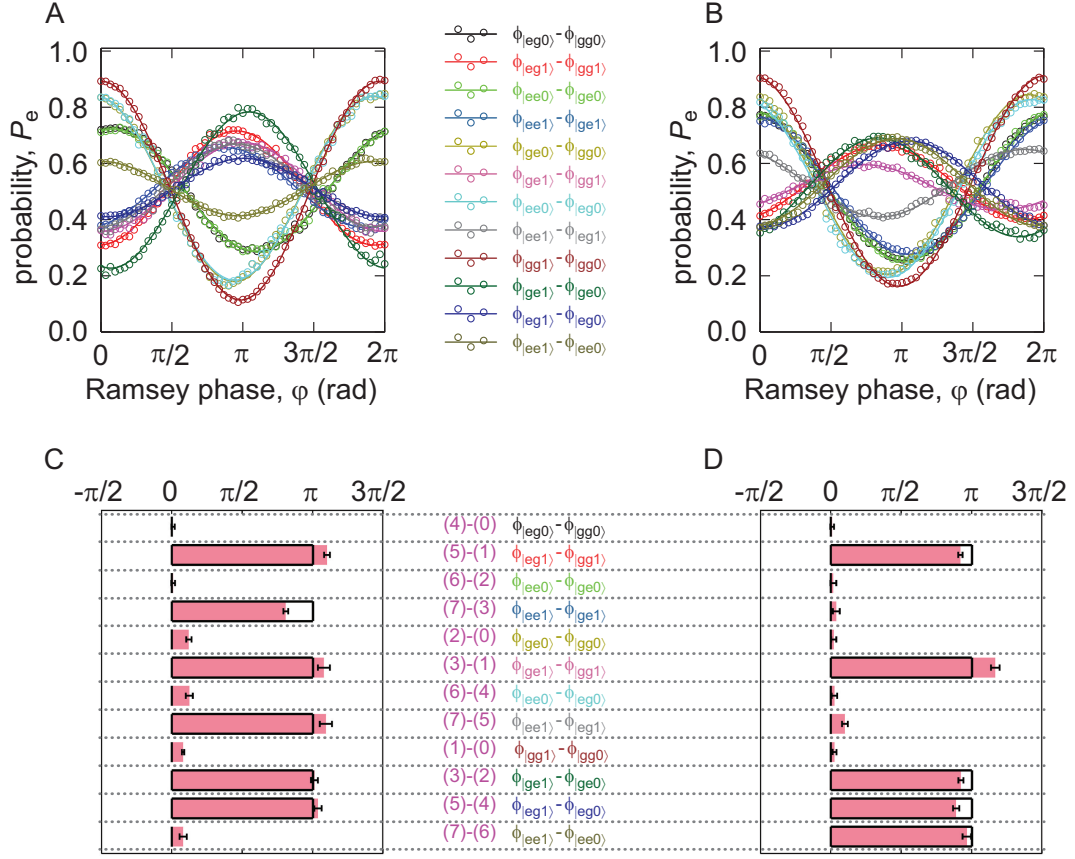 A
B
1.0
0.8
0.6
0.4
0.2
0.0
probability, Pe
0 π/2 π 3π/2 2π
Ramsey phase, φ (rad)
ϕ|eg0⟩-ϕ|gg0⟩
ϕ|eg1⟩-ϕ|gg1⟩
ϕ|ee0⟩-ϕ|ge0⟩
ϕ|ee1⟩-ϕ|ge1⟩
ϕ|ge0⟩-ϕ|gg0⟩
ϕ|ge1⟩-ϕ|gg1⟩
ϕ|ee0⟩-ϕ|eg0⟩
ϕ|ee1⟩-ϕ|eg1⟩
ϕ|gg1⟩-ϕ|gg0⟩
ϕ|ge1⟩-ϕ|ge0⟩
ϕ|eg1⟩-ϕ|eg0⟩
ϕ|ee1⟩-ϕ|ee0⟩
1.0
0.8
0.6
0.4
0.2
0.0
probability, Pe
0 π/2 π 3π/2 2π
Ramsey phase, φ (rad)
C
D
-π/2 0 π/2 π 3π/2
-π/2 0 π/2 π 3π/2
(4)-(0) ϕ|eg0⟩-ϕ|gg0⟩
(5)-(1) ϕ|eg1⟩-ϕ|gg1⟩
(6)-(2) ϕ|ee0⟩-ϕ|ge0⟩
(7)-(3) ϕ|ee1⟩-ϕ|ge1⟩
(2)-(0) ϕ|ge0⟩-ϕ|gg0⟩
(3)-(1) ϕ|ge1⟩-ϕ|gg1⟩
(6)-(4) ϕ|ee0⟩-ϕ|eg0⟩
(7)-(5) ϕ|ee1⟩-ϕ|eg1⟩
(1)-(0) ϕ|gg1⟩-ϕ|gg0⟩
(3)-(2) ϕ|ge1⟩-ϕ|ge0⟩
(5)-(4) ϕ|eg1⟩-ϕ|eg0⟩
(7)-(6) ϕ|ee1⟩-ϕ|ee0⟩